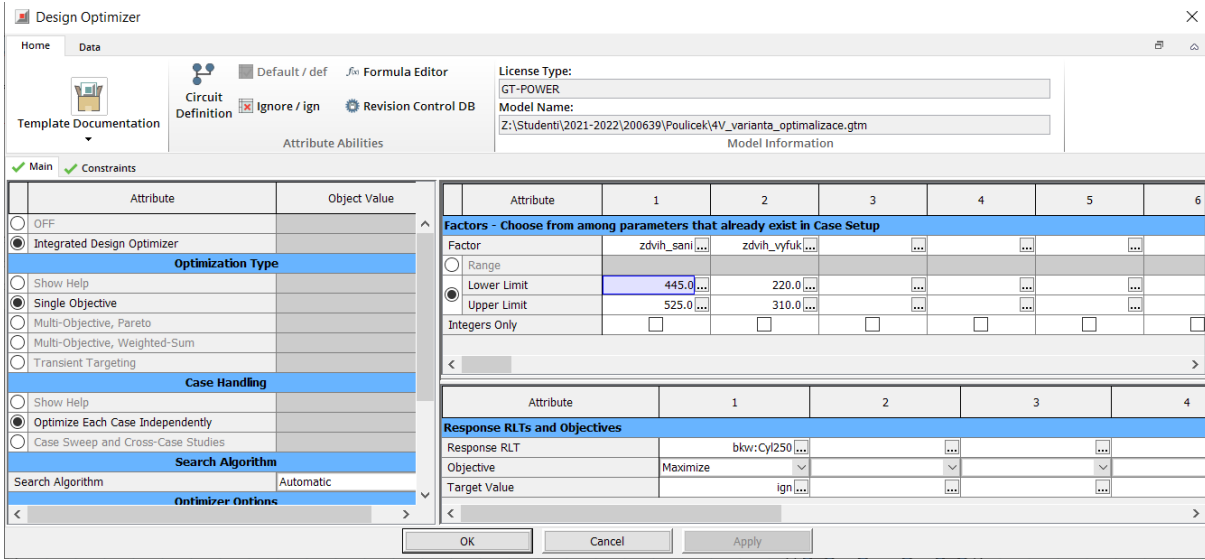 Design Optimizer
Home Data
Template Documentation
Circuit Definition
Default / def
Ignore / ign
Formula Editor
Revision Control DB
Attribute Abilities
License Type:
GT-POWER
Model Name:
Z:\Studenti\2021-2022\200639\Poulicek\4V_varianta_optimalizace.gtm
Model Information
Main Constraints
Attribute Object Value
OFF
Integrated Design Optimizer
Optimization Type
Show Help
Single Objective
Multi-Objective, Pareto
Multi-Objective, Weighted-Sum
Transient Targeting
Case Handling
Show Help
Optimize Each Case Independently
Case Sweep and Cross-Case Studies
Search Algorithm
Search Algorithm Automatic
Optimizer Options
Attribute 1 2 3 4 5 6
Factors - Choose from among parameters that already exist in Case Setup
Factor zdvih_sani ... zdvih_vyfuk ... ... ... ...
Range
Lower Limit 445.0 ... 220.0 ... ... ... ...
Upper Limit 525.0 ... 310.0 ... ... ... ...
Integers Only
Attribute 1 2 3 4
Response RLTs and Objectives
Response RLT bkw:Cyl250 ... ... ...
Objective Maximize
Target Value ign ... ... ...
OK Cancel Apply